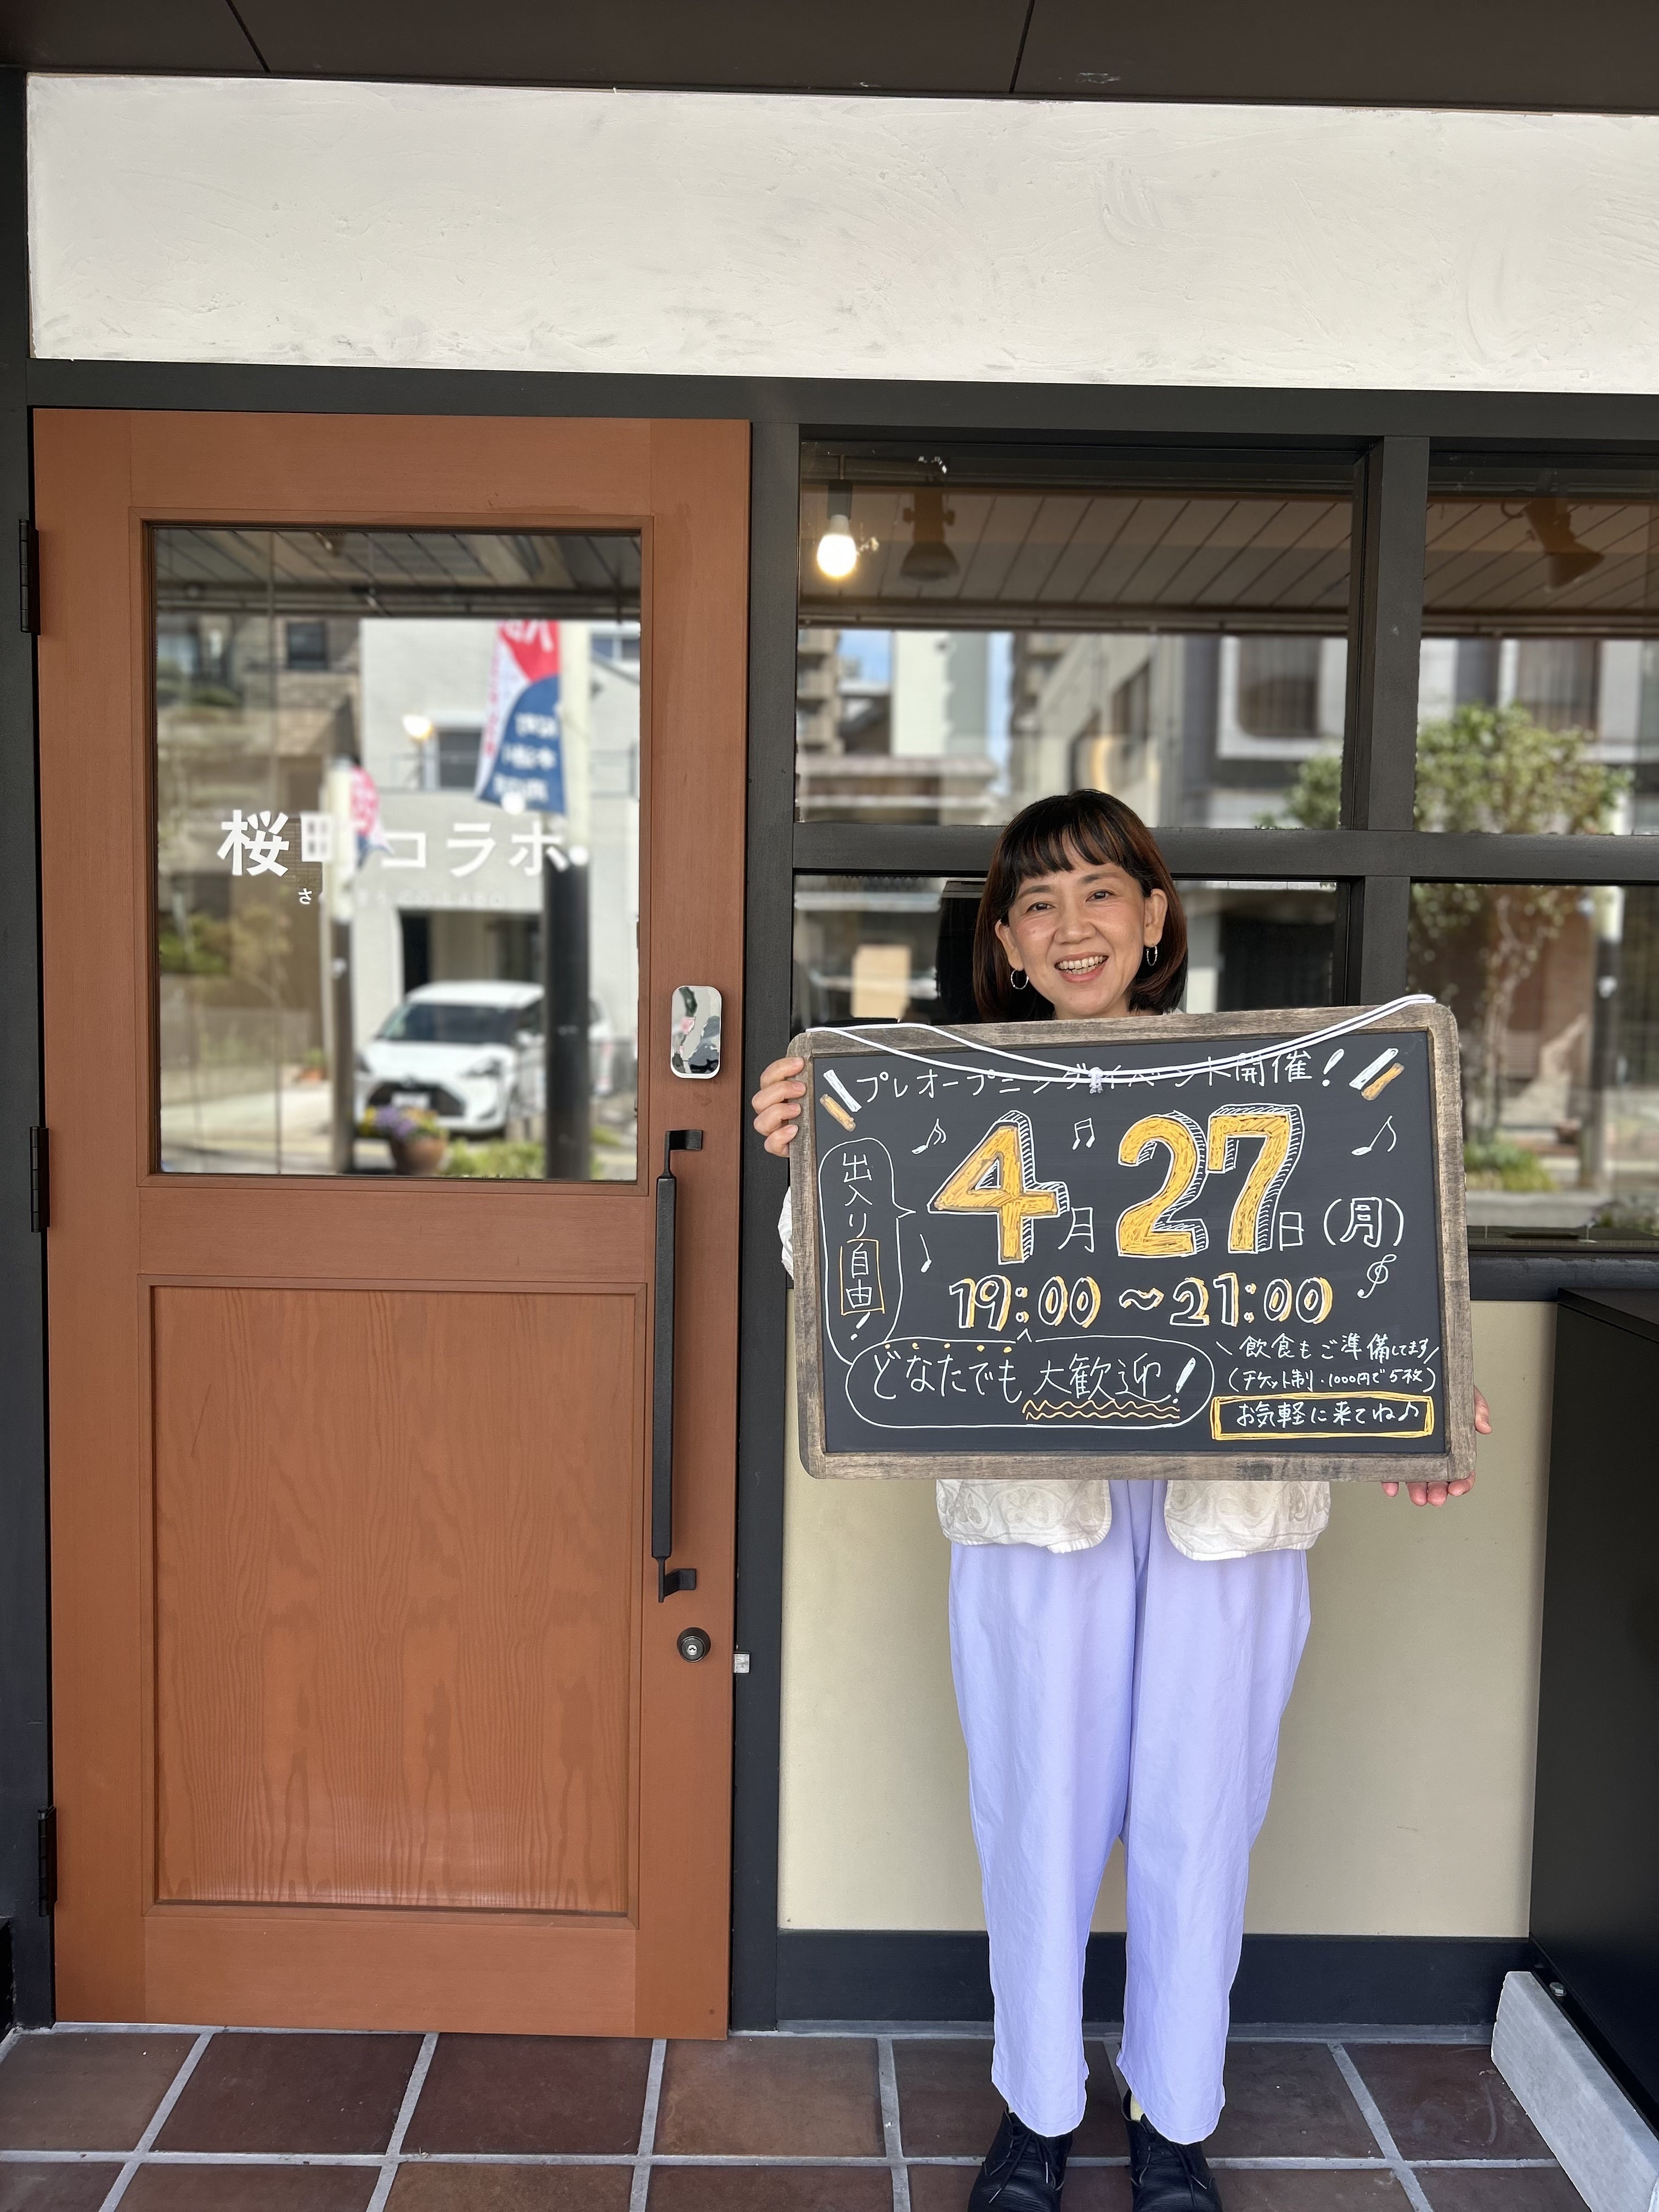 桜町コラボ
プレオープニングイベント開催!
出入り自由!
4月27日(月)
19:00~21:00
どなたでも大歓迎!
\飲食もご準備してます/
(チケット制・1000円で5枚)
お気軽に来てね♪